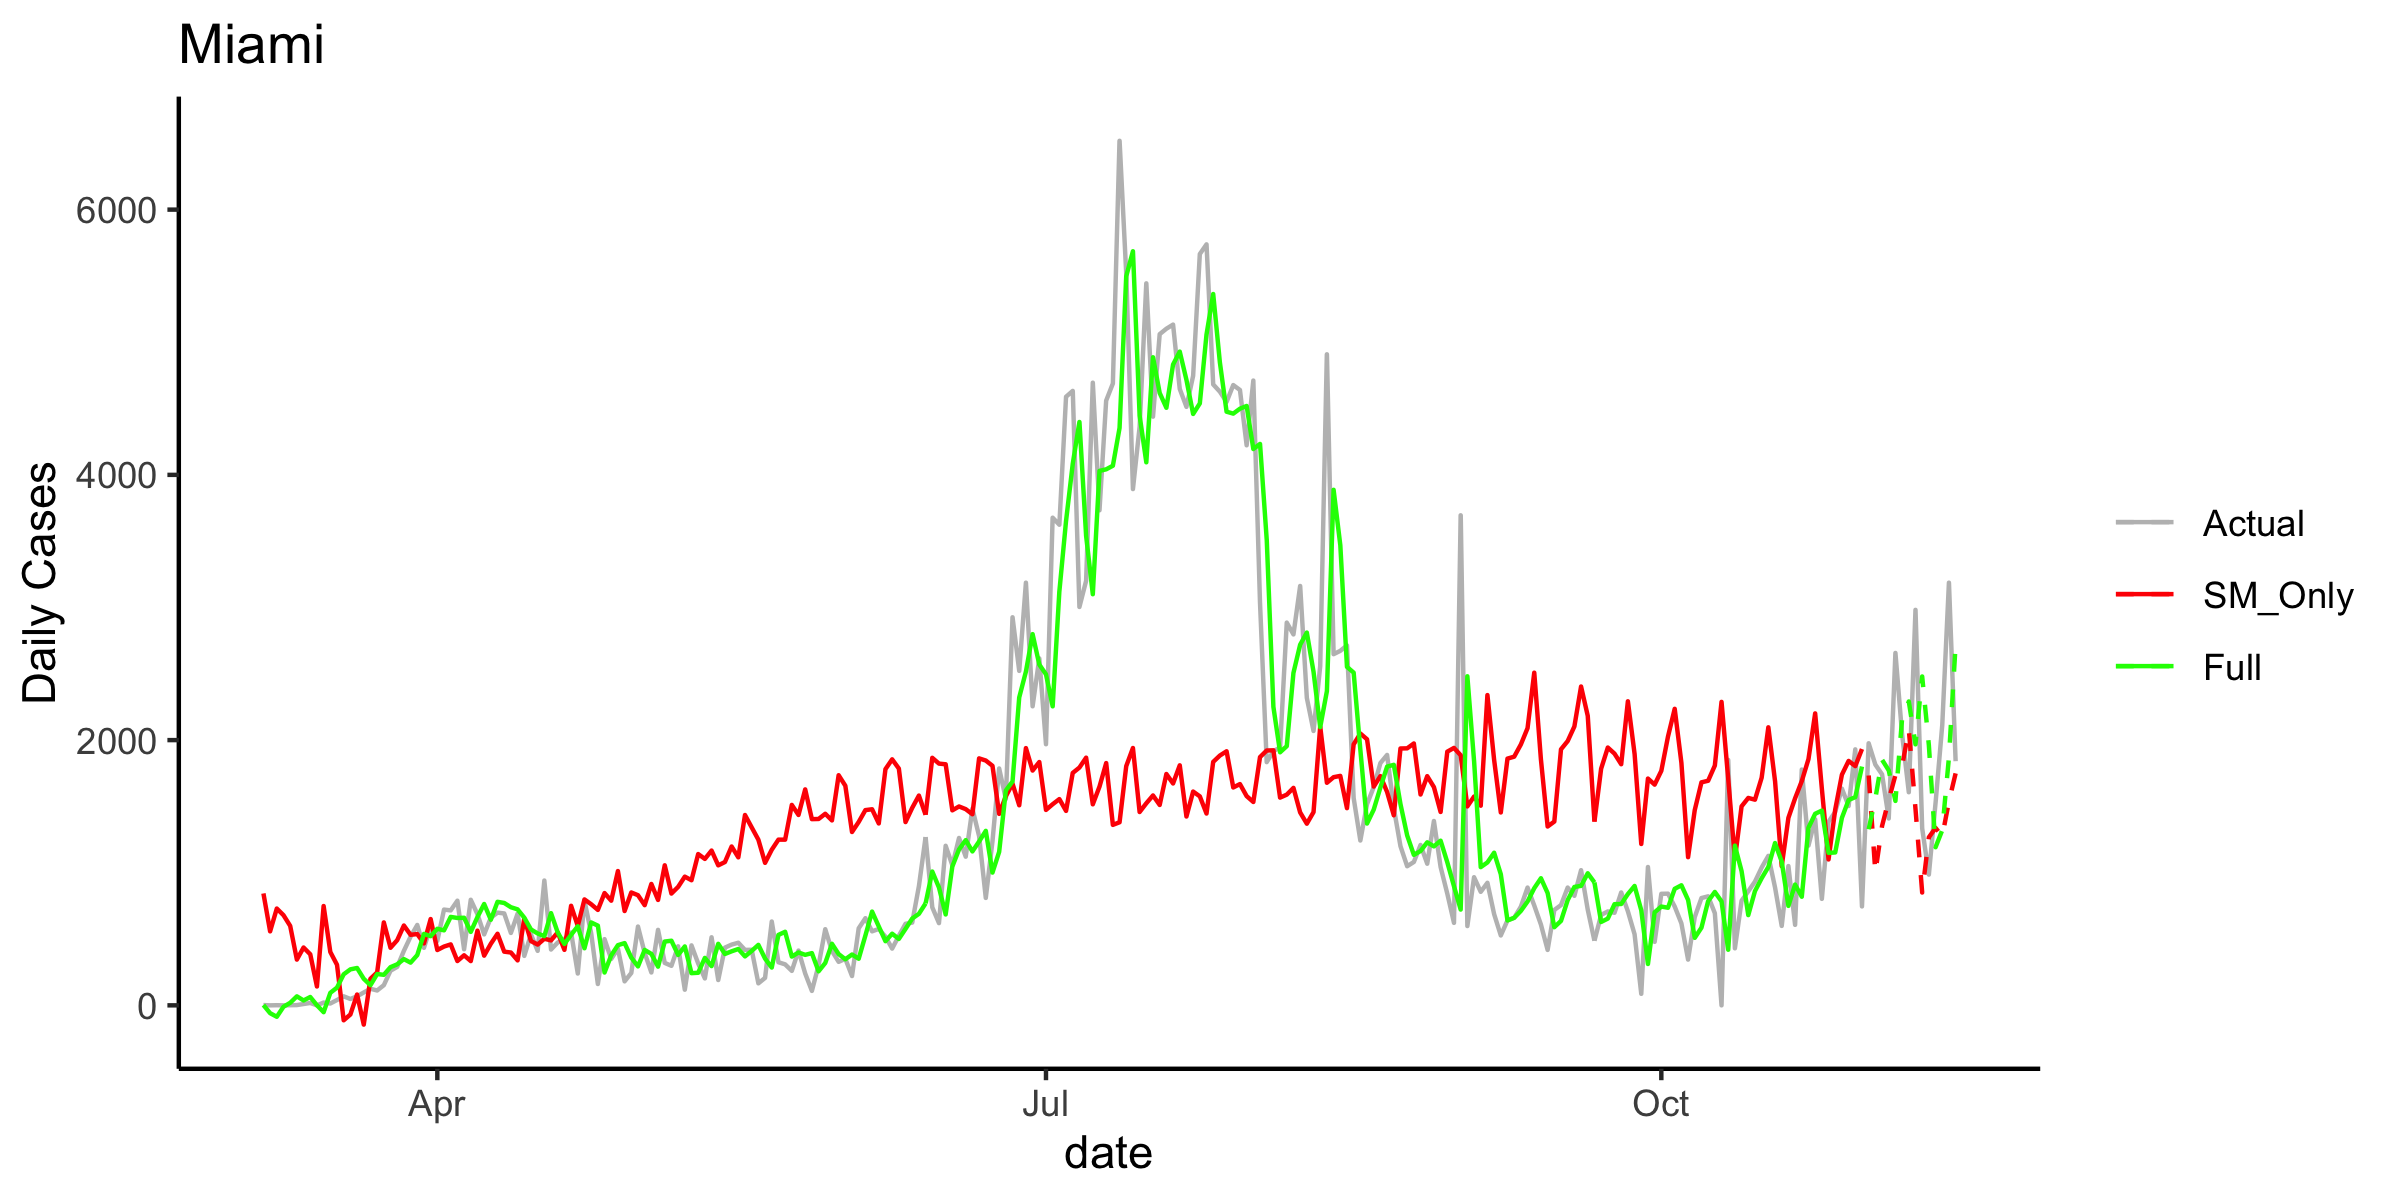 Miami
Daily Cases
6000
4000
2000
0
Apr
Jul
Oct
date
Actual
SM_Only
Full